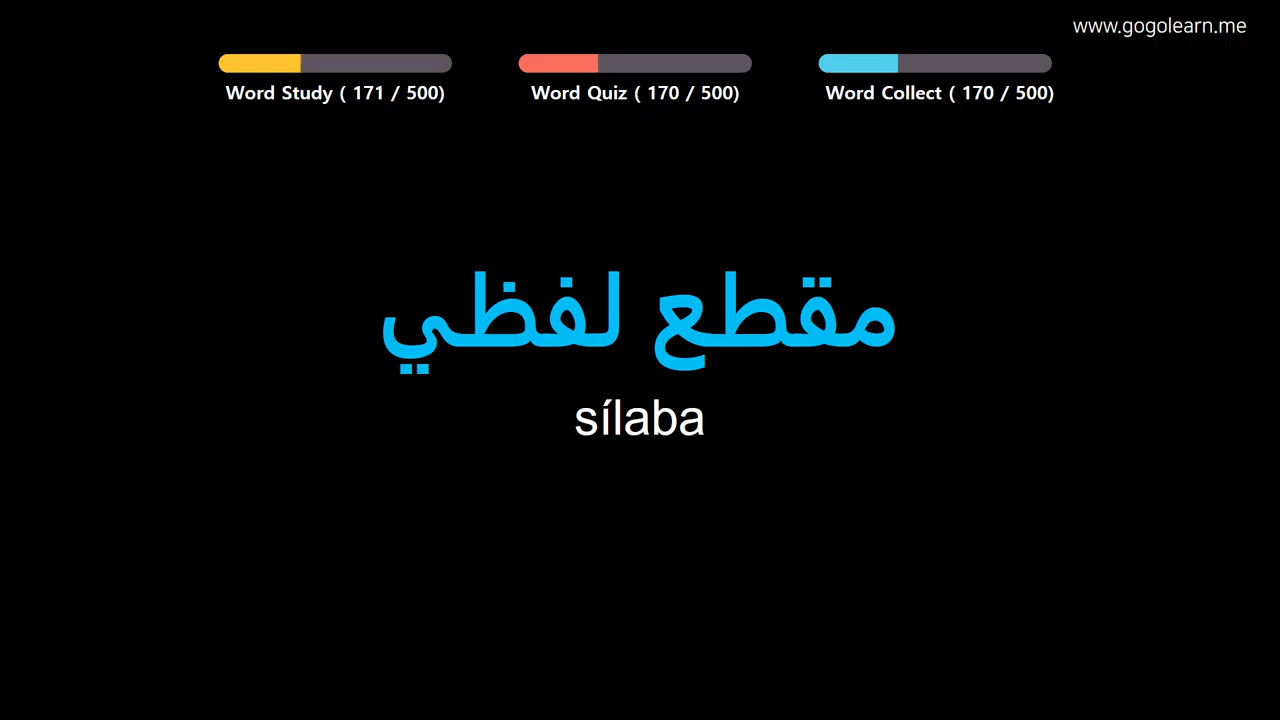 www.gogolearn.me
Word Study ( 171 / 500)
Word Quiz ( 170 / 500)
Word Collect ( 170 / 500)
مقطع لفظي
sílaba